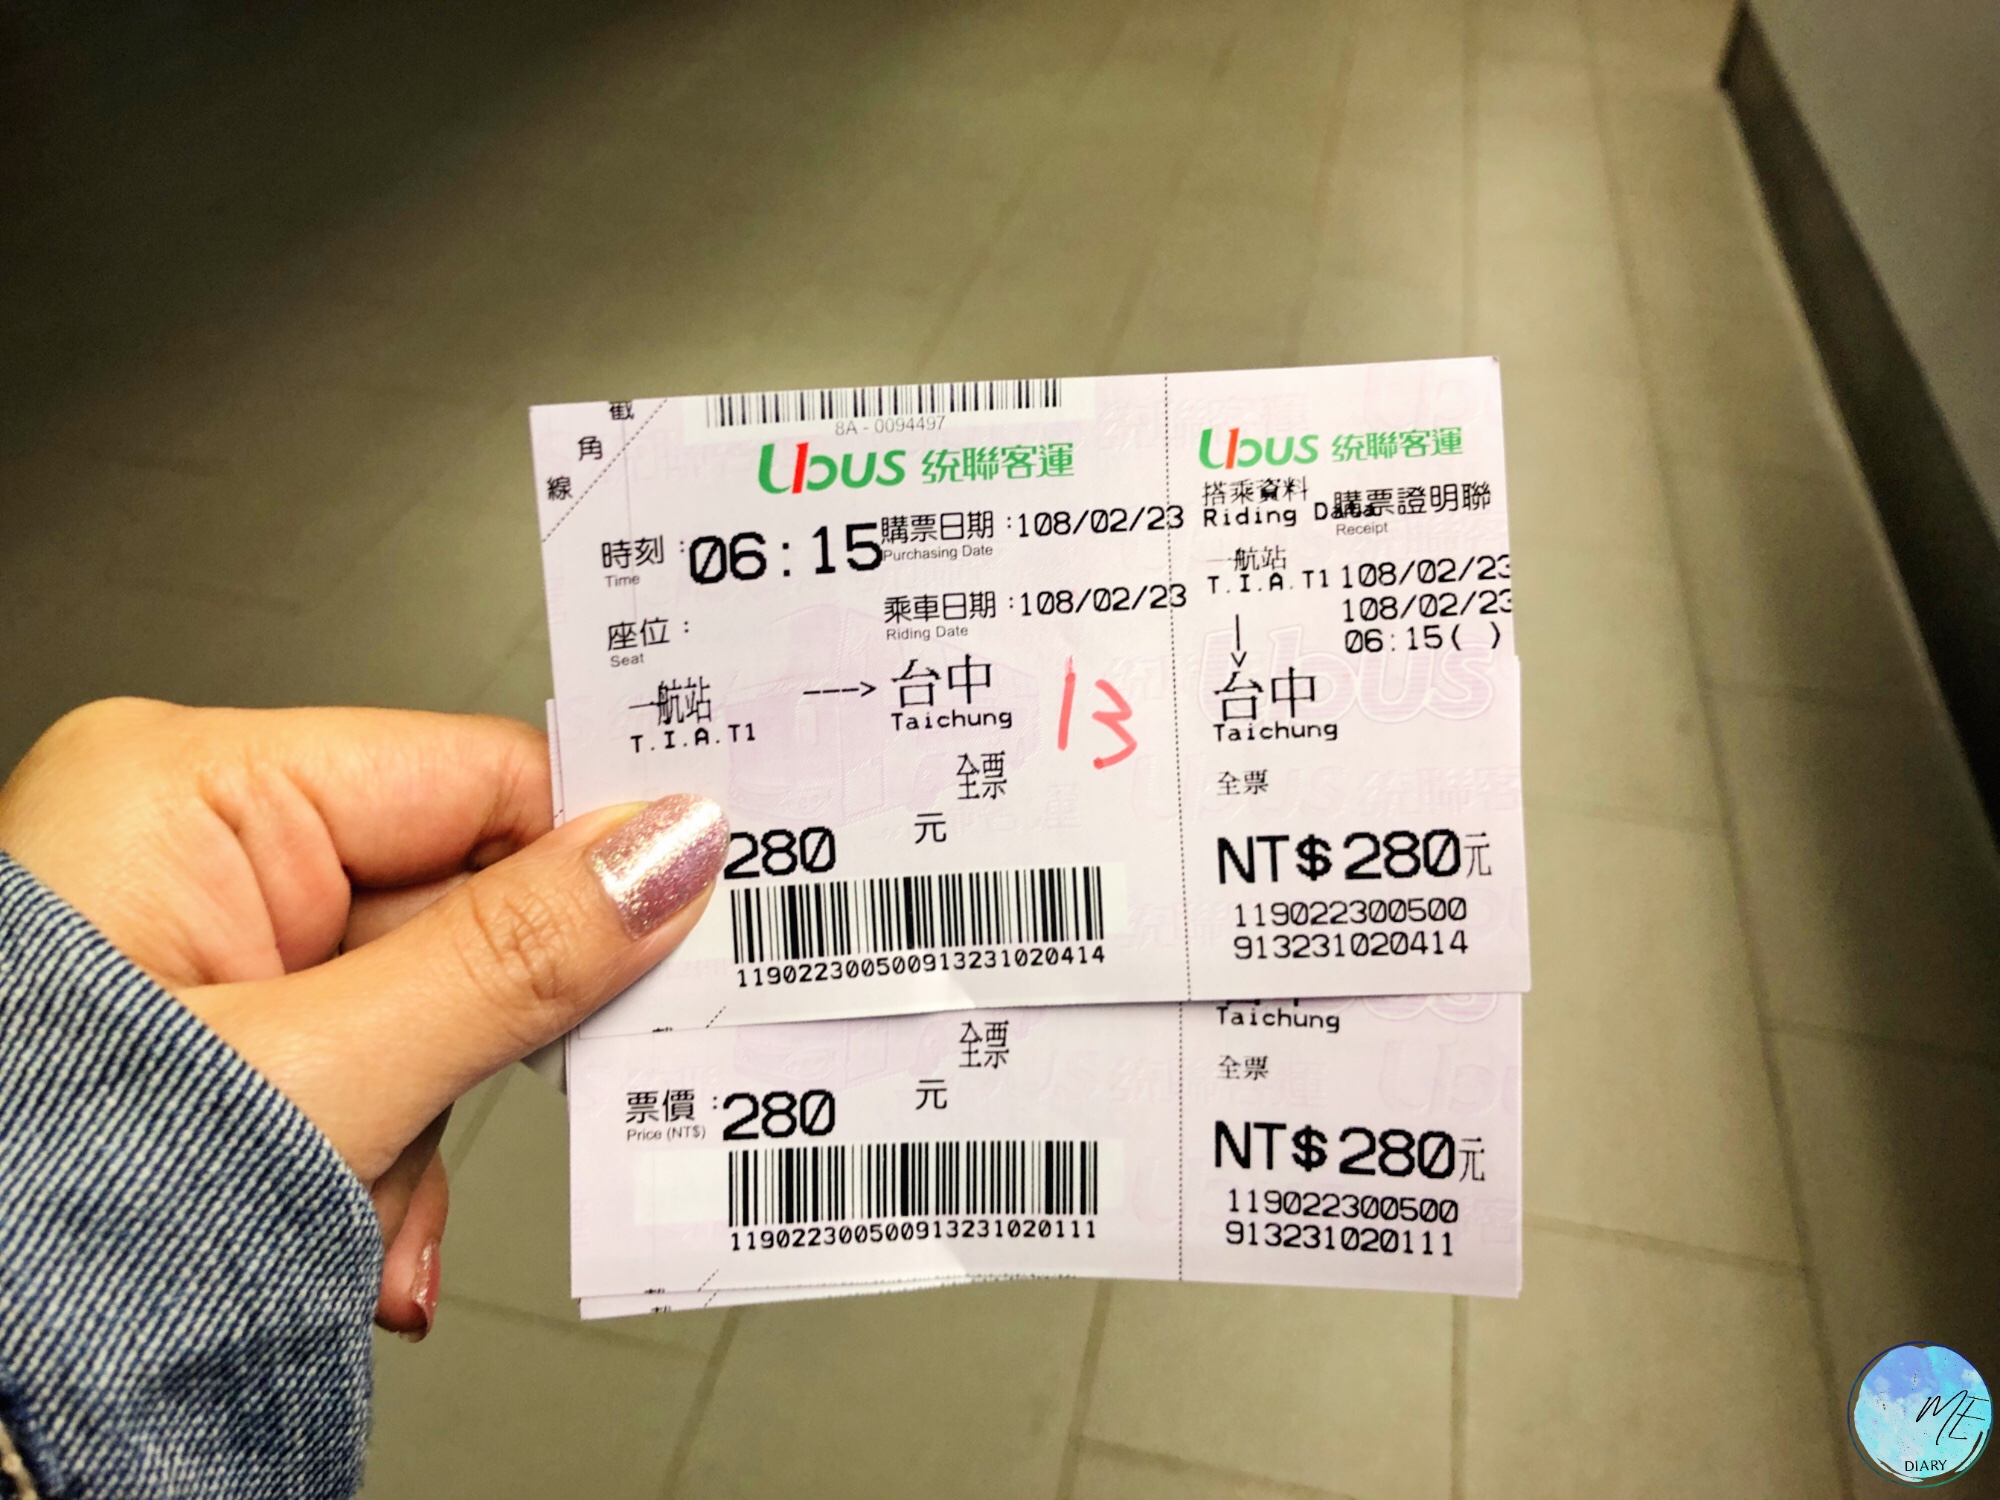 截
角
線
8A - 0094497
Ubus 統聯客運
時刻 :06:15
Time
購票日期 :108/02/23
Purchasing Date
座位 :
Seat
乘車日期 :108/02/23
Riding Date
一航站 ---> 台中
T.I.A.T1 Taichung
13
全票
280 元
119022300500913231020414
Ubus 統聯客運
搭乘資料 購票證明聯
Riding Data Receipt
一航站
T.I.A.T1 108/02/23
108/02/23
06:15( )
台中
Taichung
全票
NT$280元
119022300500
913231020414
全票
票價 :280 元
Price (NT$)
119022300500913231020111
Taichung
全票
NT$280元
119022300500
913231020111
ME
DIARY